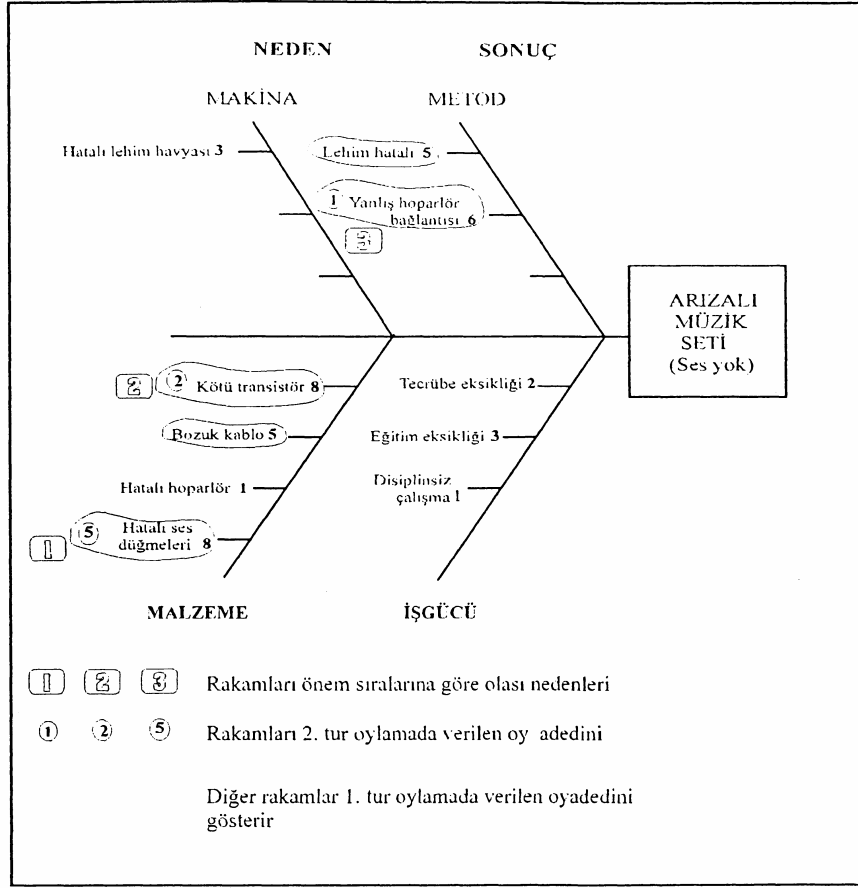 NEDEN SONUÇ
MAKİNA METOD
Hatalı lehim havyası 3
Lehim hatalı 5
1 Yanlış hoparlör
bağlantısı 6
3
ARIZALI
MÜZİK
SETİ
(Ses yok)
2 2 Kötü transistör 8
Bozuk kablo 5
Hatalı hoparlör 1
1 5 Hatalı ses
düğmeleri 8
Tecrübe eksikliği 2
Eğitim eksikliği 3
Disiplinsiz
çalışma 1
MALZEME İŞGÜCÜ
1 2 3 Rakamları önem sıralarına göre olası nedenleri
1 2 5 Rakamları 2. tur oylamada verilen oy adedini
Diğer rakamlar 1. tur oylamada verilen oyadedini
gösterir